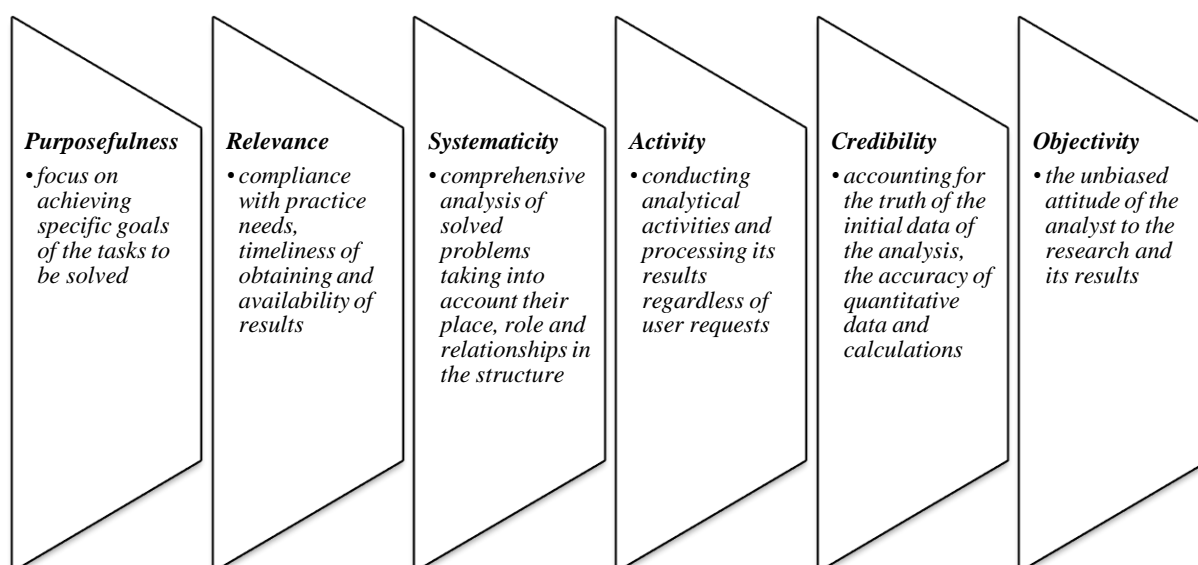 Purposefulness
• focus on
achieving
specific goals
of the tasks to
be solved
Relevance
• compliance
with practice
needs,
timeliness of
obtaining and
availability of
results
Systematicity
• comprehensive
analysis of
solved
problems
taking into
account their
place, role and
relationships in
the structure
Activity
• conducting
analytical
activities and
processing its
results
regardless of
user requests
Credibility
• accounting for
the truth of the
initial data of
the analysis,
the accuracy of
quantitative
data and
calculations
Objectivity
• the unbiased
attitude of the
analyst to the
research and
its results